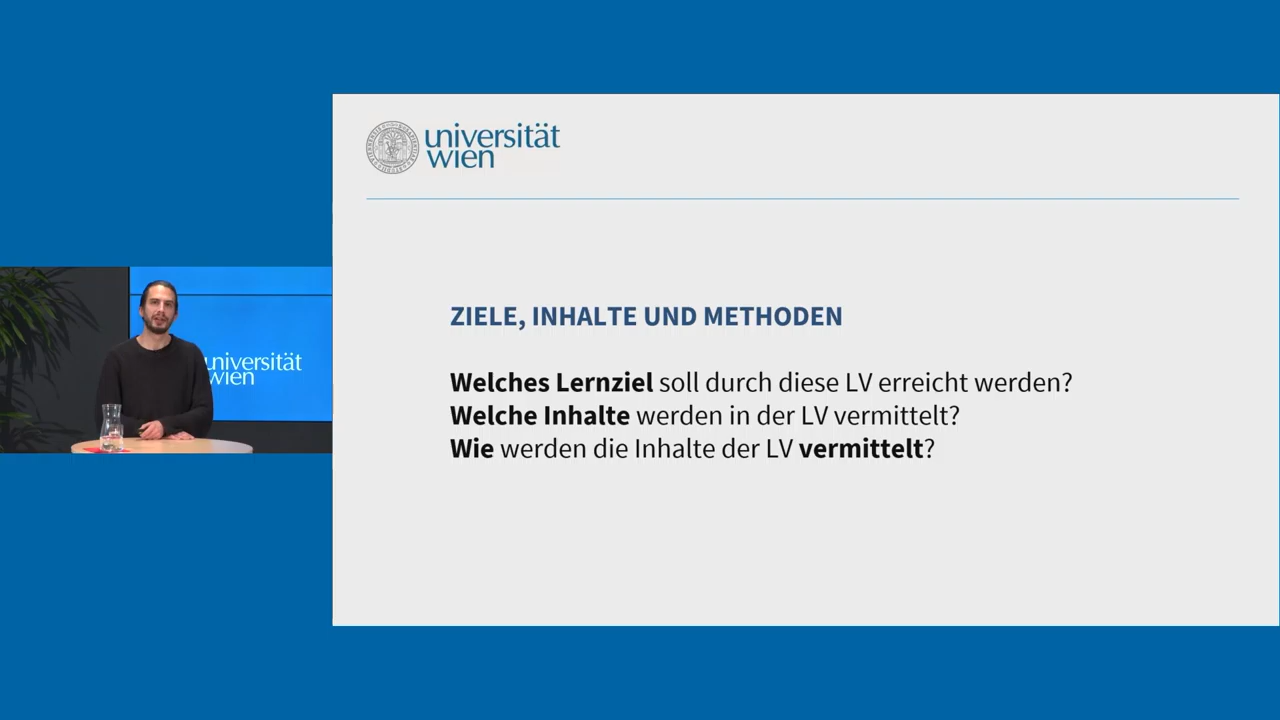 universität
wien
ZIELE, INHALTE UND METHODEN
Welches Lernziel soll durch diese LV erreicht werden?
Welche Inhalte werden in der LV vermittelt?
Wie werden die Inhalte der LV vermittelt?
universität
wien